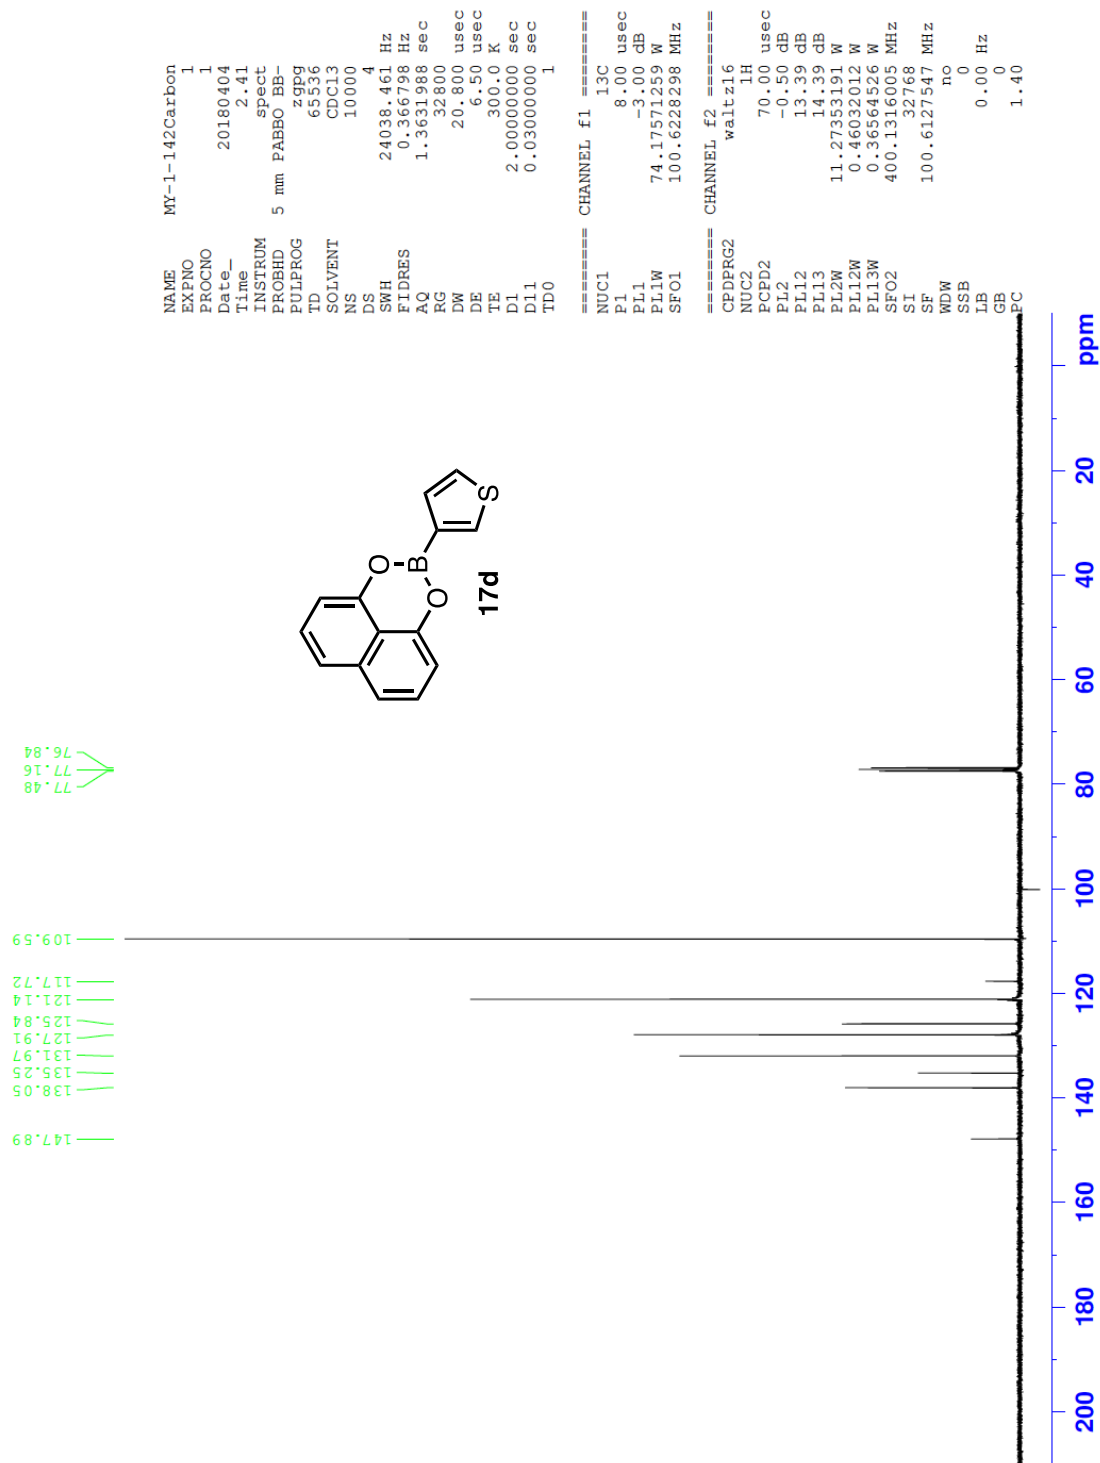 NAME MY-1-142Carbon
EXPNO 1
PROCNO 1
Date_ 20180404
Time 2.41
INSTRUM spect
PROBHD 5 mm PABBO BB-
PULPROG zgpg
TD 65536
SOLVENT CDCl3
NS 10000
DS 4
SWH 24038.461 Hz
FIDRES 0.366798 Hz
AQ 1.3631988 sec
RG 32800
DW 20.800 usec
DE 6.50 usec
TE 300.0 K
D1 2.00000000 sec
D11 0.03000000 sec
TD0 1
======== CHANNEL f1 ========
NUC1 13C
P1 8.00 usec
PL1 -3.00 dB
PL1W 74.17571259 W
SFO1 100.6228298 MHz
======== CHANNEL f2 ========
CPDPRG2 waltz16
NUC2 1H
PCPD2 70.00 usec
PL2 -0.50 dB
PL12 13.39 dB
PL13 14.39 dB
PL2W 11.27353191 W
PL12W 0.46032012 W
PL13W 0.36564526 W
SFO2 400.1316005 MHz
SI 32768
SF 100.6127547 MHz
WDW no
SSB 0
LB 0.00 Hz
GB 0
PC 1.40
147.89
138.05
135.25
131.97
127.91
125.84
121.14
117.72
109.59
77.48
77.16
76.84
O
B
O
S
17d
200 180 160 140 120 100 80 60 40 20 ppm